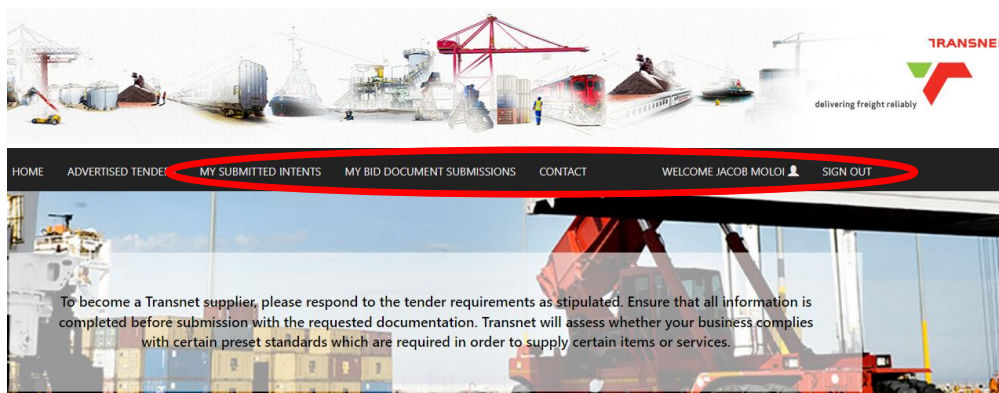 TRANSNET
delivering freight reliably
HOME ADVERTISED TENDE MY SUBMITTED INTENTS MY BID DOCUMENT SUBMISSIONS CONTACT WELCOME JACOB MOLOI SIGN OUT
To become a Transnet supplier, please respond to the tender requirements as stipulated. Ensure that all information is
completed before submission with the requested documentation. Transnet will assess whether your business complies
with certain preset standards which are required in order to supply certain items or services.